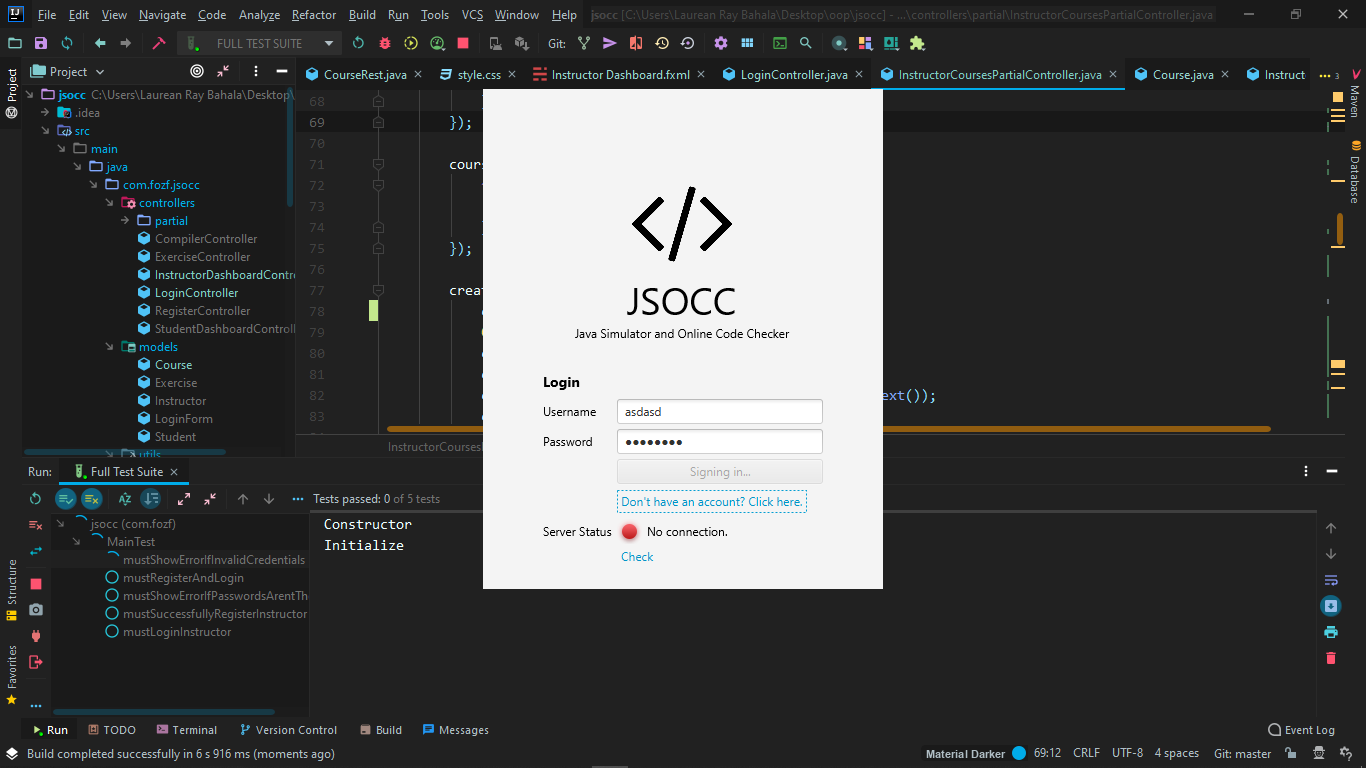 File Edit View Navigate Code Analyze Refactor Build Run Tools VCS Window Help jsocc [C:\Users\Laurean Ray Bahala\Desktop\oop\jsocc] - ...\controllers\partial\InstructorCoursesPartialController.java
FULL TEST SUITE Git:
Project CourseRest.java style.css Instructor Dashboard.fxml LoginController.java InstructorCoursesPartialController.java Course.java Instruct 3
Project
Structure
Favorites
Maven
Database
jsocc C:\Users\Laurean Ray Bahala\Desktop\
.idea
src
main
java
com.fozf.jsocc
controllers
partial
CompilerController
ExerciseController
InstructorDashboardContro
LoginController
RegisterController
StudentDashboardControll
models
Course
Exercise
Instructor
LoginForm
Student
utils
68
69 });
70
71 cours
72
73
74
75 });
76
77 creat
78
79
80
81
82 ext());
83
InstructorCourses
JSOCC
Java Simulator and Online Code Checker
Login
Username asdasd
Password ••••••••
Signing in...
Don't have an account? Click here.
Server Status No connection.
Check
Run: Full Test Suite
Tests passed: 0 of 5 tests
jsocc (com.fozf)
MainTest
mustShowErrorIfInvalidCredentials
mustRegisterAndLogin
mustShowErrorIfPasswordsArentTh
mustSuccessfullyRegisterInstructor
mustLoginInstructor
Constructor
Initialize
Run TODO Terminal Version Control Build Messages Event Log
Build completed successfully in 6 s 916 ms (moments ago) Material Darker 69:12 CRLF UTF-8 4 spaces Git: master